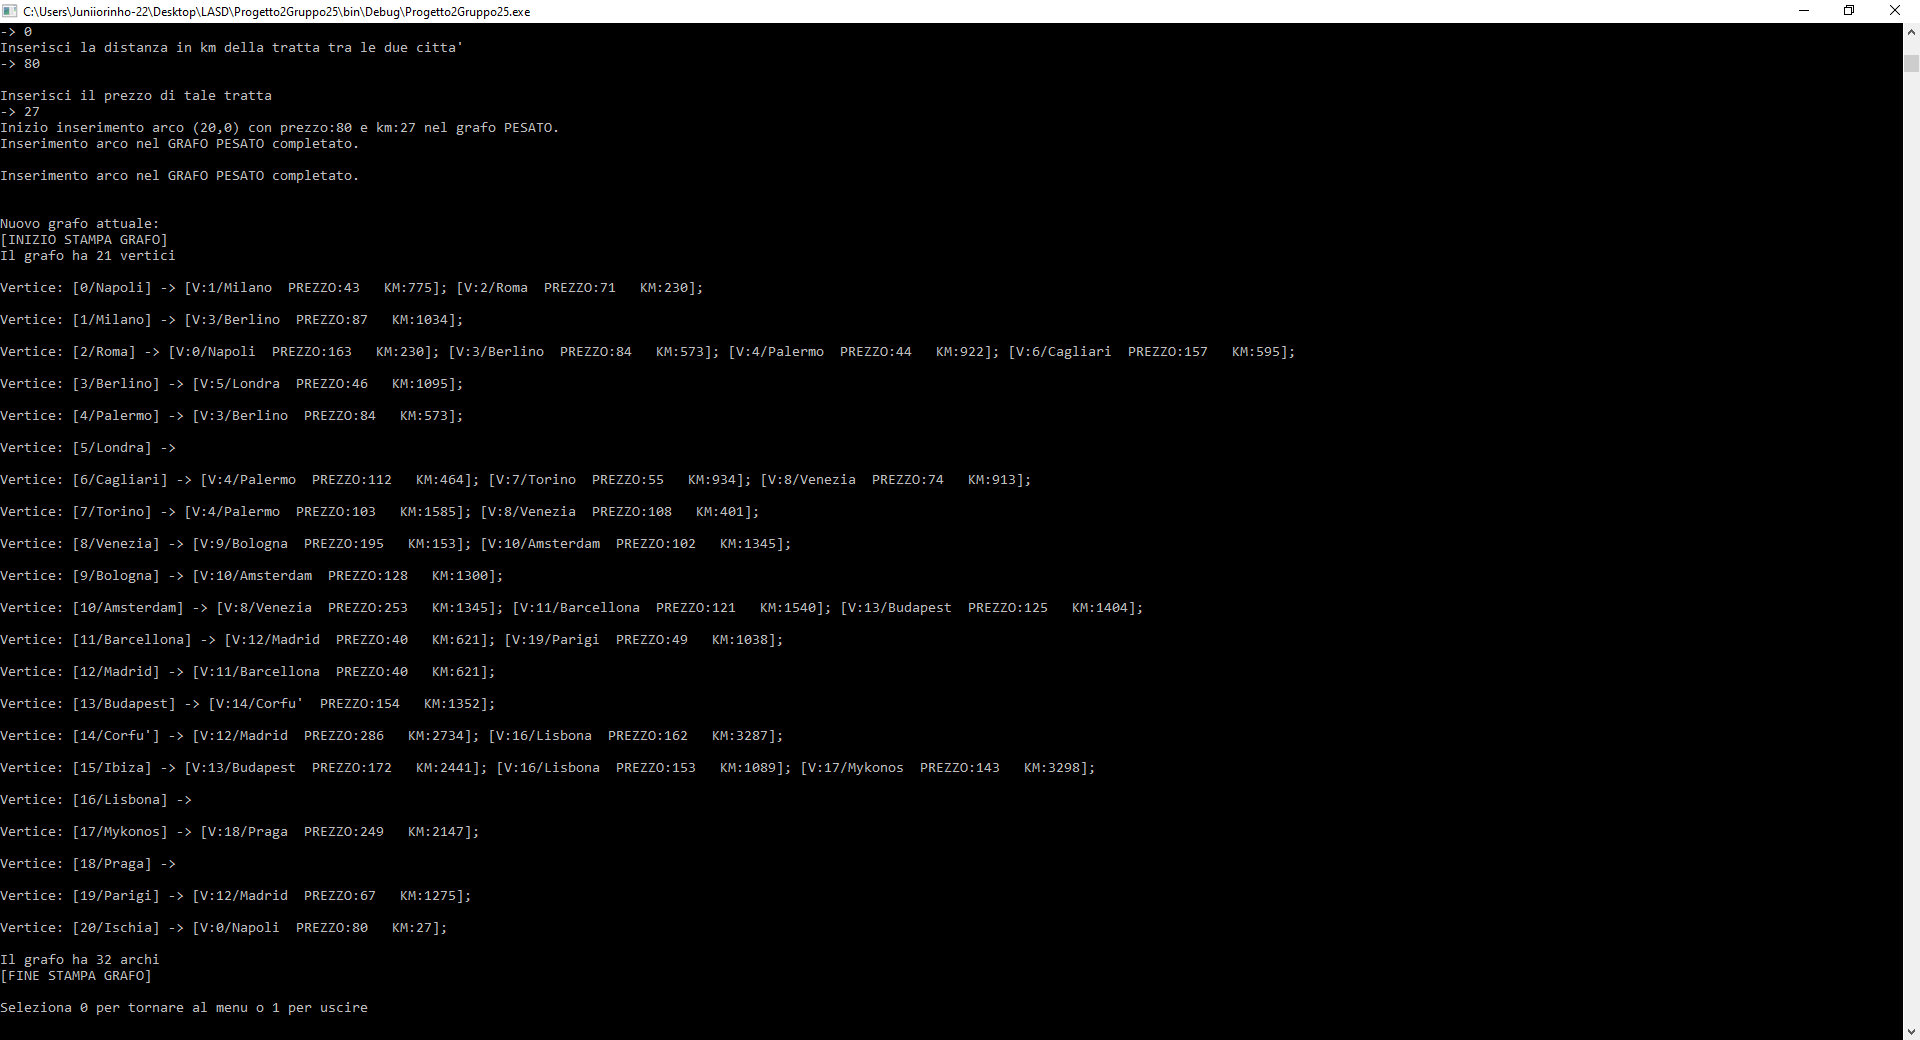 C:\Users\Juniorinho-22\Desktop\LASD\Progetto2Gruppo25\bin\Debug\Progetto2Gruppo25.exe
-> 0
Inserisci la distanza in km della tratta tra le due citta'
-> 80
Inserisci il prezzo di tale tratta
-> 27
Inizio inserimento arco (20,0) con prezzo:80 e km:27 nel grafo PESATO.
Inserimento arco nel GRAFO PESATO completato.
Inserimento arco nel GRAFO PESATO completato.
Nuovo grafo attuale:
[INIZIO STAMPA GRAFO]
Il grafo ha 21 vertici
Vertice: [0/Napoli] -> [V:1/Milano  PREZZO:43   KM:775]; [V:2/Roma  PREZZO:71   KM:230];
Vertice: [1/Milano] -> [V:3/Berlino  PREZZO:87   KM:1034];
Vertice: [2/Roma] -> [V:0/Napoli  PREZZO:163   KM:230]; [V:3/Berlino  PREZZO:84   KM:573]; [V:4/Palermo  PREZZO:44   KM:922]; [V:6/Cagliari  PREZZO:157   KM:595];
Vertice: [3/Berlino] -> [V:5/Londra  PREZZO:46   KM:1095];
Vertice: [4/Palermo] -> [V:3/Berlino  PREZZO:84   KM:573];
Vertice: [5/Londra] ->
Vertice: [6/Cagliari] -> [V:4/Palermo  PREZZO:112   KM:464]; [V:7/Torino  PREZZO:55   KM:934]; [V:8/Venezia  PREZZO:74   KM:913];
Vertice: [7/Torino] -> [V:4/Palermo  PREZZO:103   KM:1585]; [V:8/Venezia  PREZZO:108   KM:401];
Vertice: [8/Venezia] -> [V:9/Bologna  PREZZO:195   KM:153]; [V:10/Amsterdam  PREZZO:102   KM:1345];
Vertice: [9/Bologna] -> [V:10/Amsterdam  PREZZO:128   KM:1300];
Vertice: [10/Amsterdam] -> [V:8/Venezia  PREZZO:253   KM:1345]; [V:11/Barcellona  PREZZO:121   KM:1540]; [V:13/Budapest  PREZZO:125   KM:1404];
Vertice: [11/Barcellona] -> [V:12/Madrid  PREZZO:40   KM:621]; [V:19/Parigi  PREZZO:49   KM:1038];
Vertice: [12/Madrid] -> [V:11/Barcellona  PREZZO:40   KM:621];
Vertice: [13/Budapest] -> [V:14/Corfu'  PREZZO:154   KM:1352];
Vertice: [14/Corfu'] -> [V:12/Madrid  PREZZO:286   KM:2734]; [V:16/Lisbona  PREZZO:162   KM:3287];
Vertice: [15/Ibiza] -> [V:13/Budapest  PREZZO:172   KM:2441]; [V:16/Lisbona  PREZZO:153   KM:1089]; [V:17/Mykonos  PREZZO:143   KM:3298];
Vertice: [16/Lisbona] ->
Vertice: [17/Mykonos] -> [V:18/Praga  PREZZO:249   KM:2147];
Vertice: [18/Praga] ->
Vertice: [19/Parigi] -> [V:12/Madrid  PREZZO:67   KM:1275];
Vertice: [20/Ischia] -> [V:0/Napoli  PREZZO:80   KM:27];
Il grafo ha 32 archi
[FINE STAMPA GRAFO]
Seleziona 0 per tornare al menu o 1 per uscire